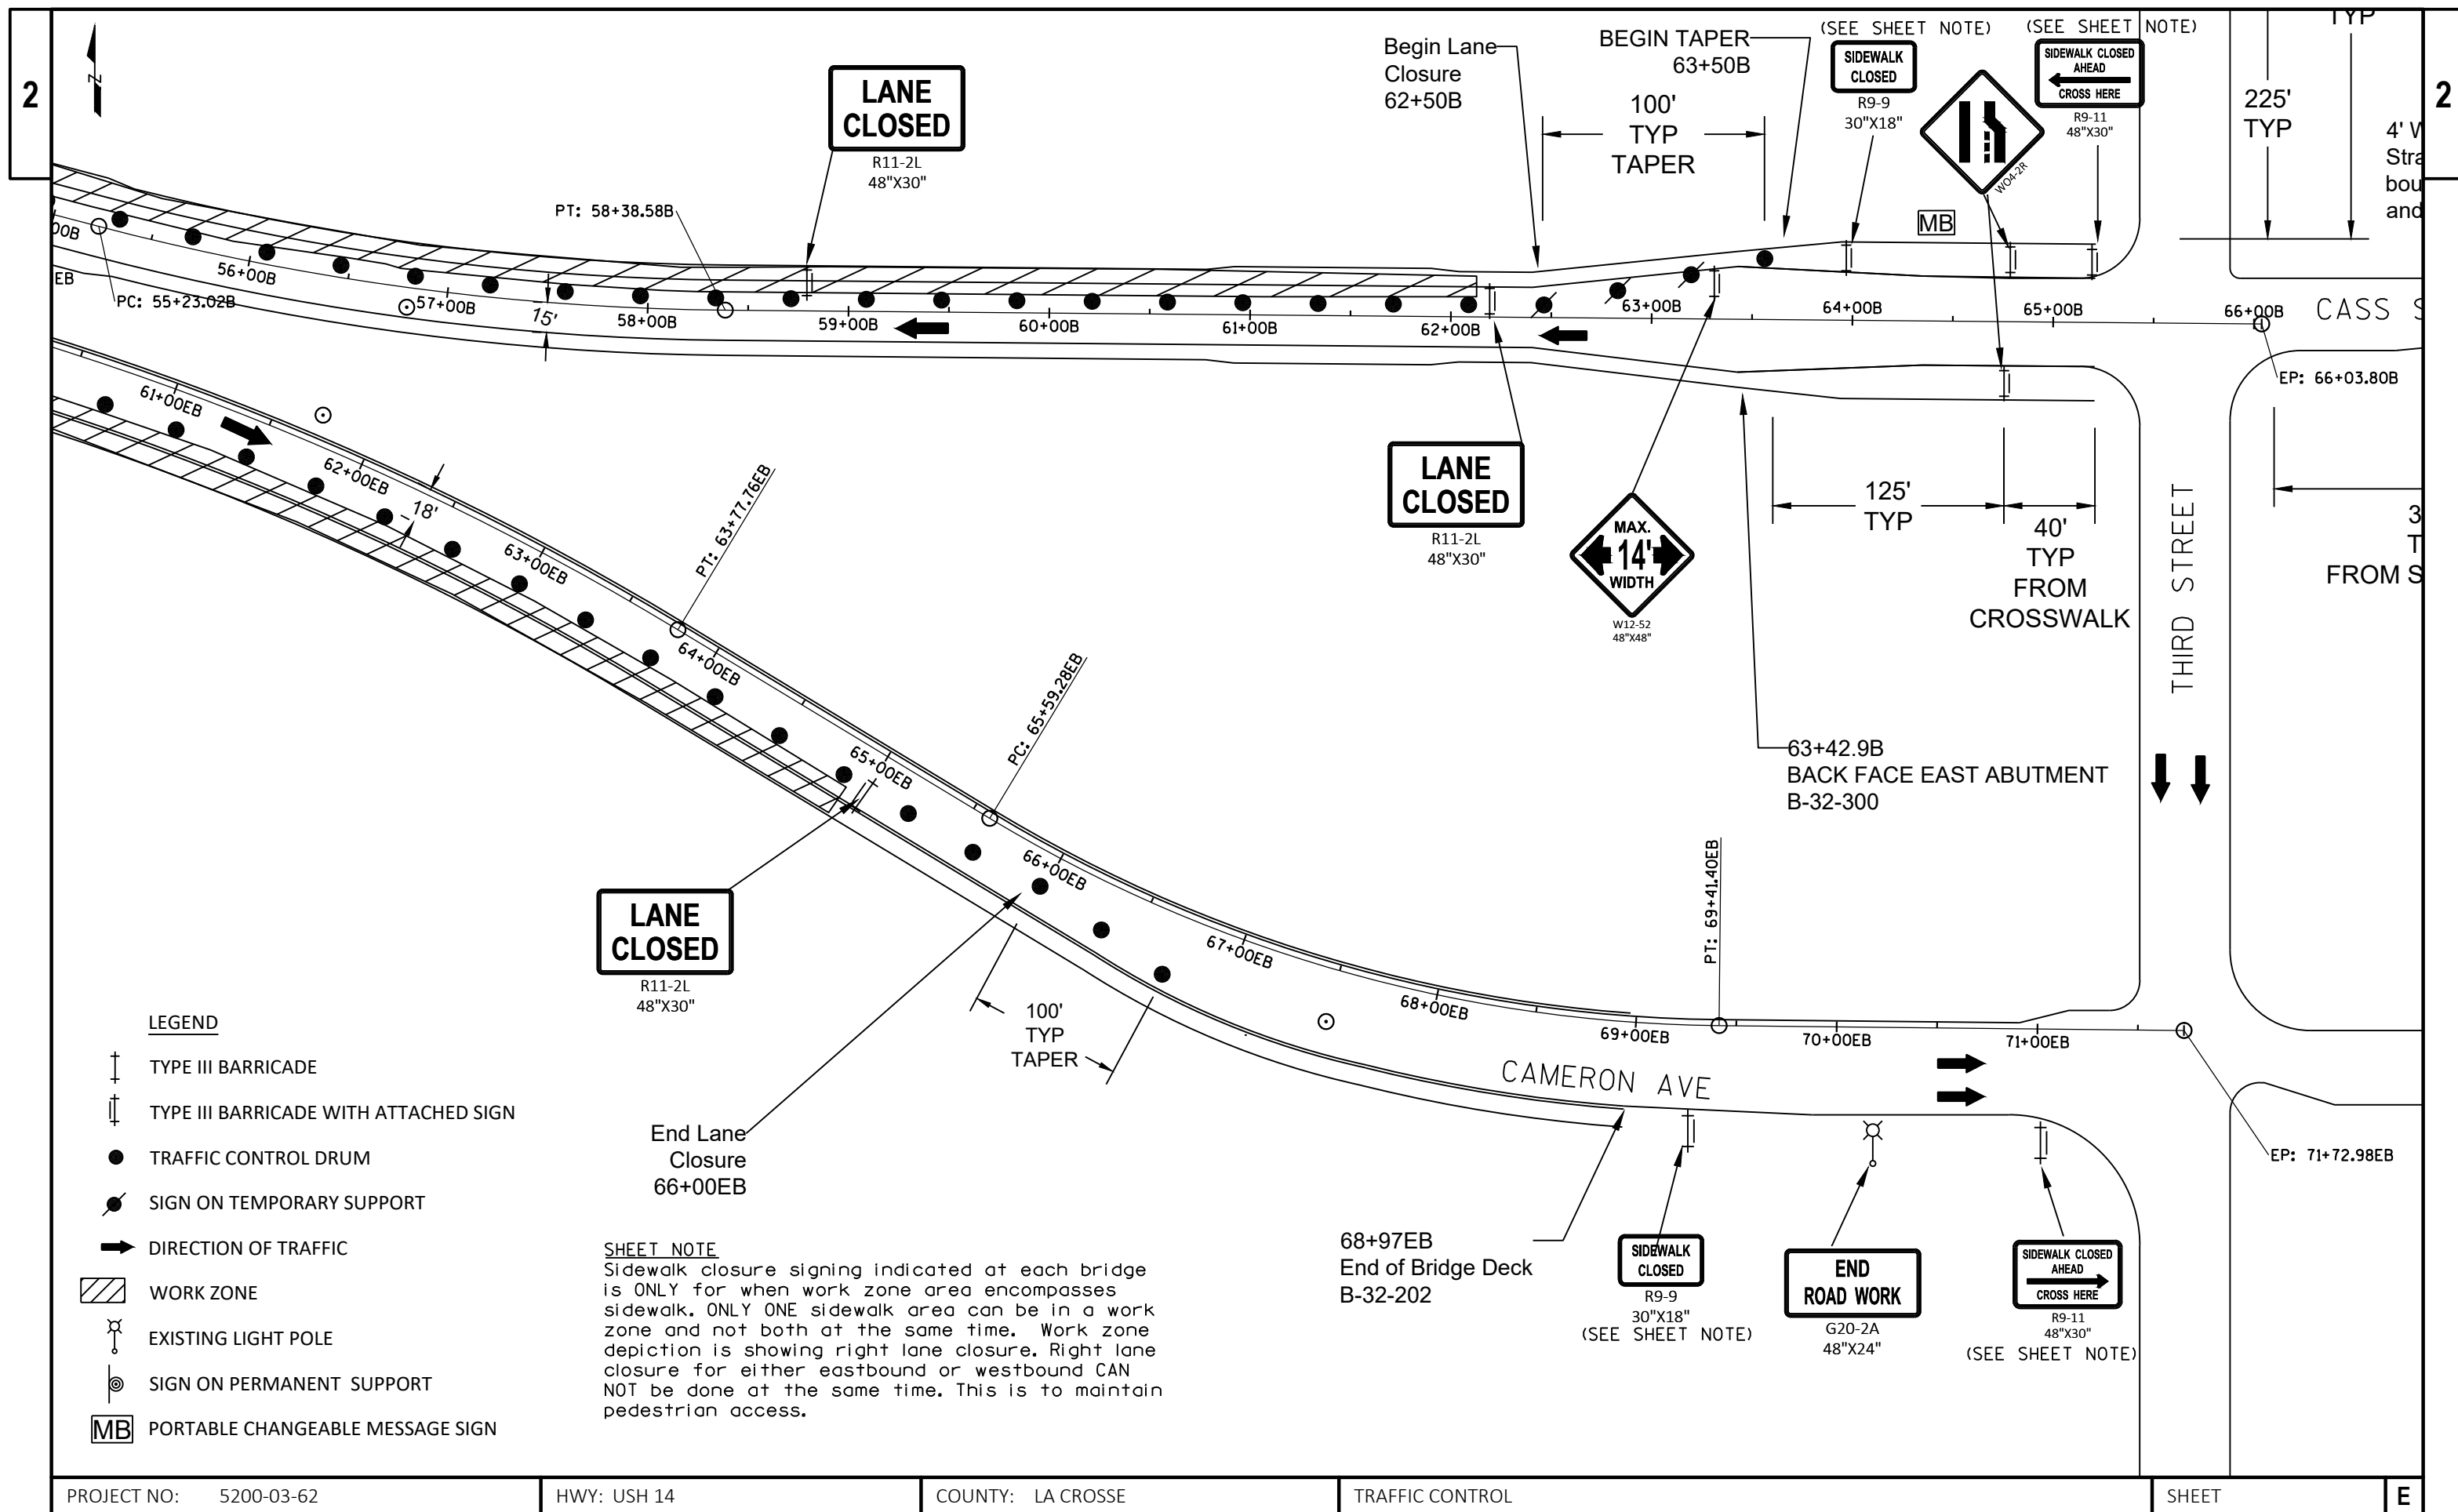 2
N
LANE
CLOSED
R11-2L
48"X30"
Begin Lane
Closure
62+50B
BEGIN TAPER
63+50B
100'
TYP
TAPER
(SEE SHEET NOTE)
SIDEWALK
CLOSED
R9-9
30"X18"
(SEE SHEET NOTE)
SIDEWALK CLOSED
AHEAD
CROSS HERE
R9-11
48"X30"
WO4-2R
MB
TYP
225'
TYP
2
and
PT: 58+38.58B
PC: 55+23.02B
EB
56+00B
57+00B
15'
58+00B
59+00B
60+00B
61+00B
62+00B
63+00B
64+00B
65+00B
66+00B
CASS
EP: 66+03.80B
61+00EB
62+00EB
18'
63+00EB
PT: 63+77.76EB
64+00EB
65+00EB
PC: 65+59.28EB
66+00EB
67+00EB
68+00EB
69+00EB
PT: 69+41.40EB
70+00EB
71+00EB
EP: 71+72.98EB
LANE
CLOSED
R11-2L
48"X30"
MAX.
14'
WIDTH
W12-52
48"X48"
125'
TYP
40'
TYP
FROM
CROSSWALK
THIRD STREET
FROM S
63+42.9B
BACK FACE EAST ABUTMENT
B-32-300
LANE
CLOSED
R11-2L
48"X30"
100'
TYP
TAPER
End Lane
Closure
66+00EB
CAMERON AVE
68+97EB
End of Bridge Deck
B-32-202
SIDEWALK
CLOSED
R9-9
30"X18"
(SEE SHEET NOTE)
END
ROAD WORK
G20-2A
48"X24"
SIDEWALK CLOSED
AHEAD
CROSS HERE
R9-11
48"X30"
(SEE SHEET NOTE)
LEGEND
TYPE III BARRICADE
TYPE III BARRICADE WITH ATTACHED SIGN
TRAFFIC CONTROL DRUM
SIGN ON TEMPORARY SUPPORT
DIRECTION OF TRAFFIC
WORK ZONE
EXISTING LIGHT POLE
SIGN ON PERMANENT SUPPORT
MB PORTABLE CHANGEABLE MESSAGE SIGN
SHEET NOTE
Sidewalk closure signing indicated at each bridge
is ONLY for when work zone area encompasses
sidewalk. ONLY ONE sidewalk area can be in a work
zone and not both at the same time. Work zone
depiction is showing right lane closure. Right lane
closure for either eastbound or westbound CAN
NOT be done at the same time. This is to maintain
pedestrian access.
PROJECT NO: 5200-03-62
HWY: USH 14
COUNTY: LA CROSSE
TRAFFIC CONTROL
SHEET
E